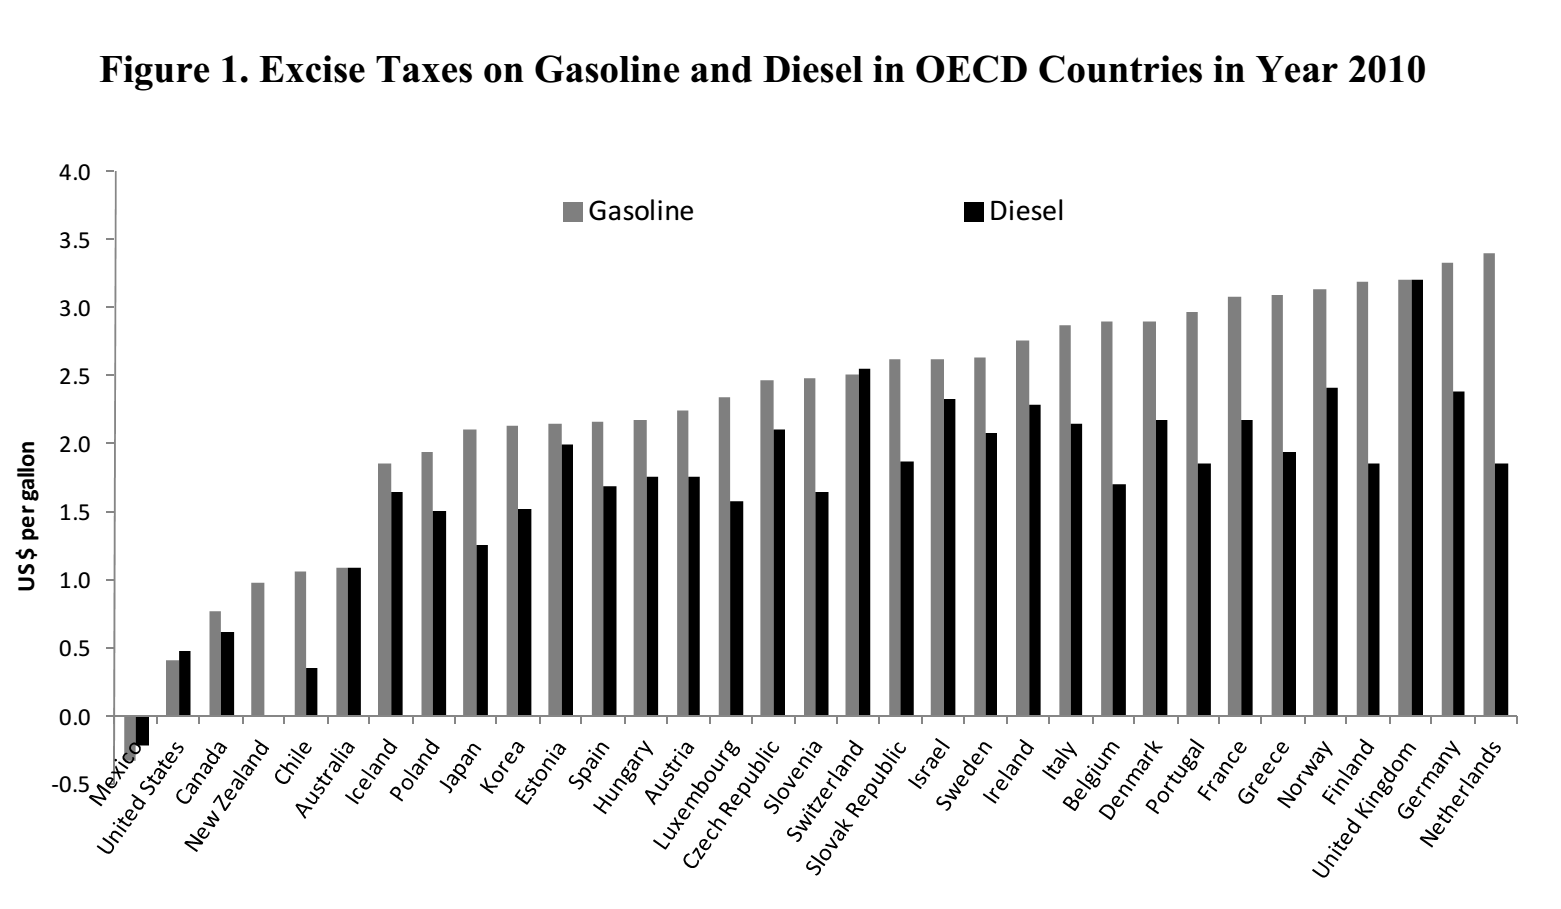 Figure 1. Excise Taxes on Gasoline and Diesel in OECD Countries in Year 2010
Gasoline
Diesel
US$ per gallon
4.0
3.5
3.0
2.5
2.0
1.5
1.0
0.5
0.0
-0.5
Mexico
United States
Canada
New Zealand
Chile
Australia
Iceland
Poland
Japan
Korea
Estonia
Spain
Hungary
Austria
Luxembourg
Czech Republic
Slovenia
Switzerland
Slovak Republic
Israel
Sweden
Ireland
Italy
Belgium
Denmark
Portugal
France
Greece
Norway
Finland
United Kingdom
Germany
Netherlands